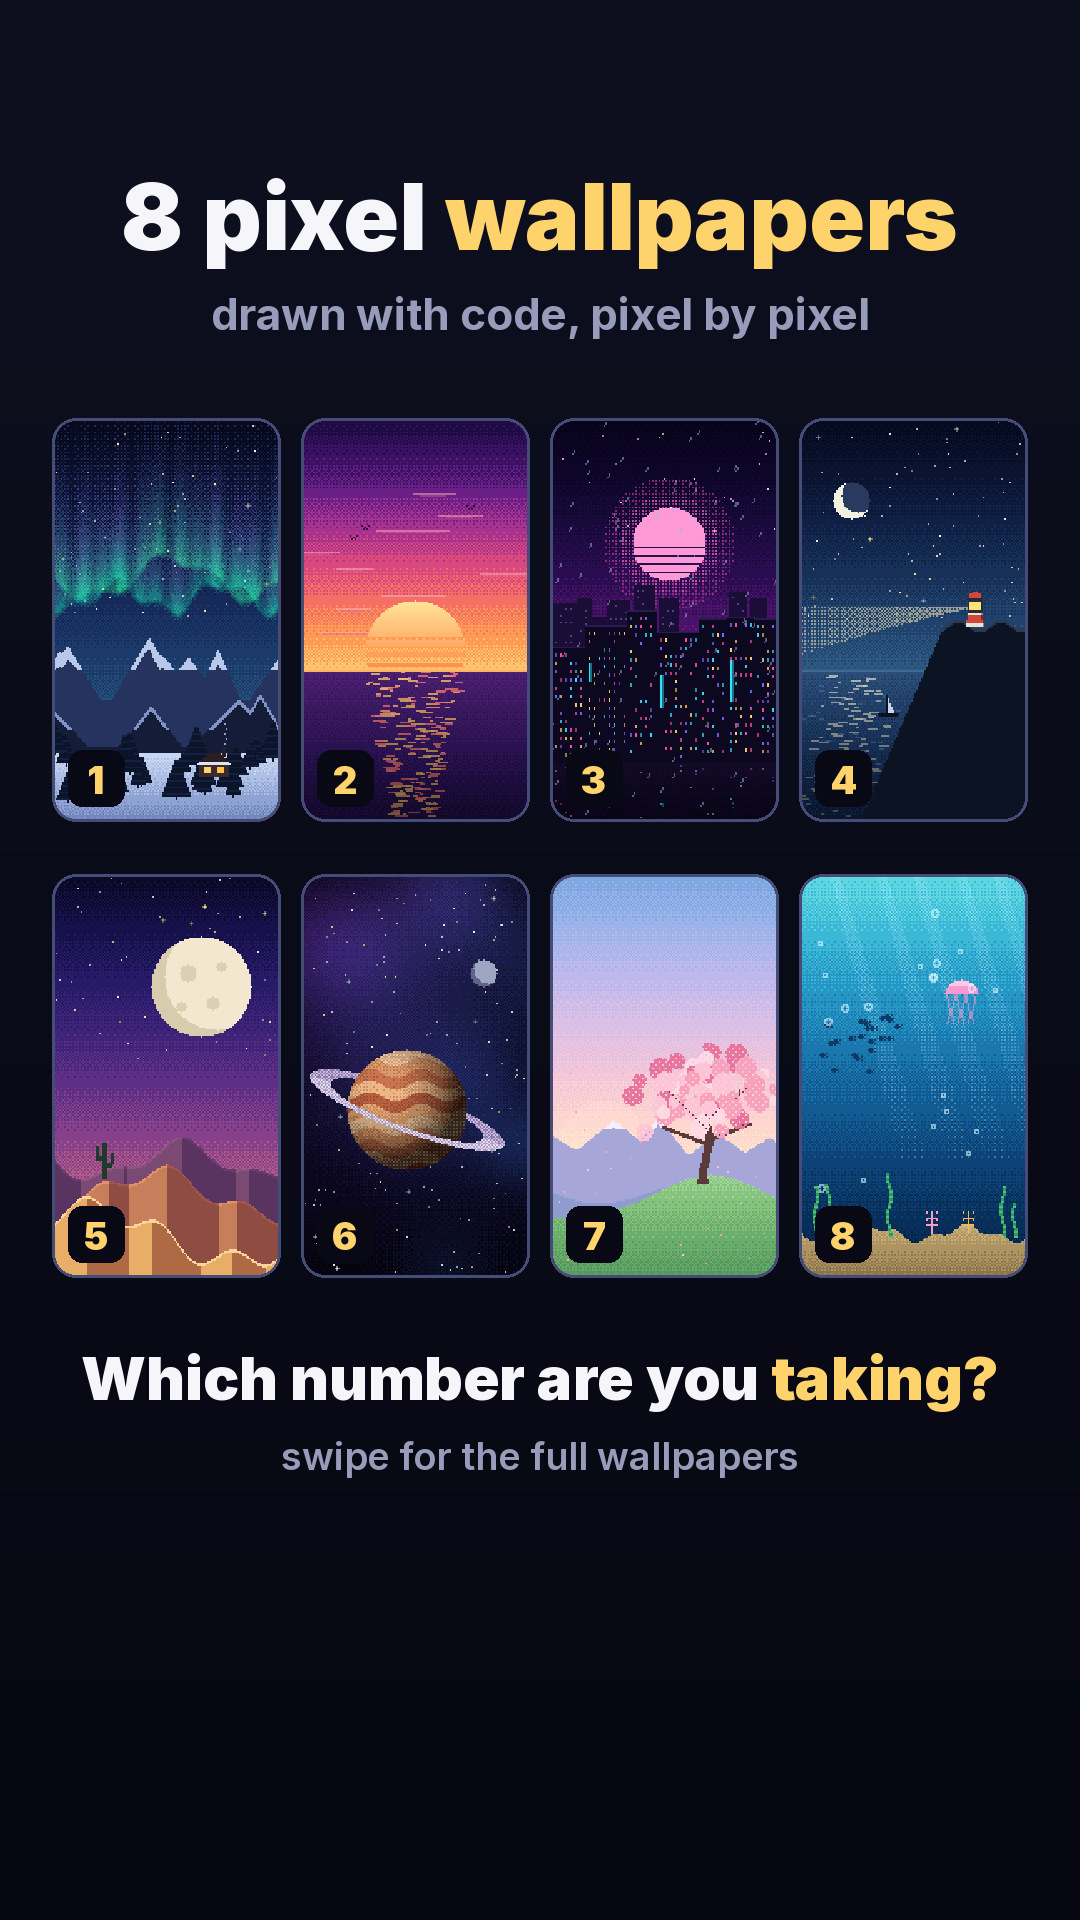 8 pixel wallpapers
drawn with code, pixel by pixel
1
2
3
4
5
6
7
8
Which number are you taking?
swipe for the full wallpapers